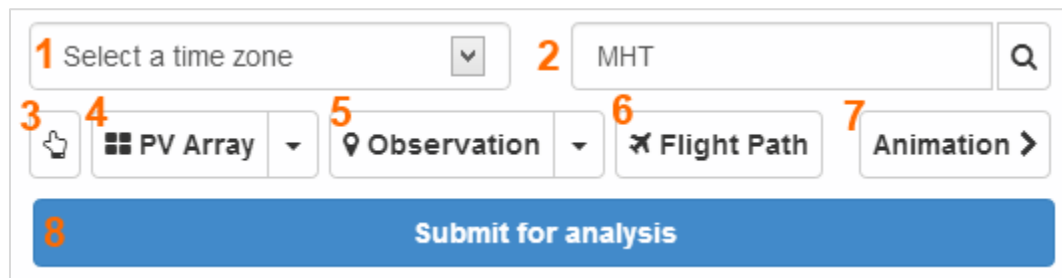 1 Select a time zone 2 MHT
3 4 PV Array 5 Observation 6 Flight Path 7 Animation
8 Submit for analysis